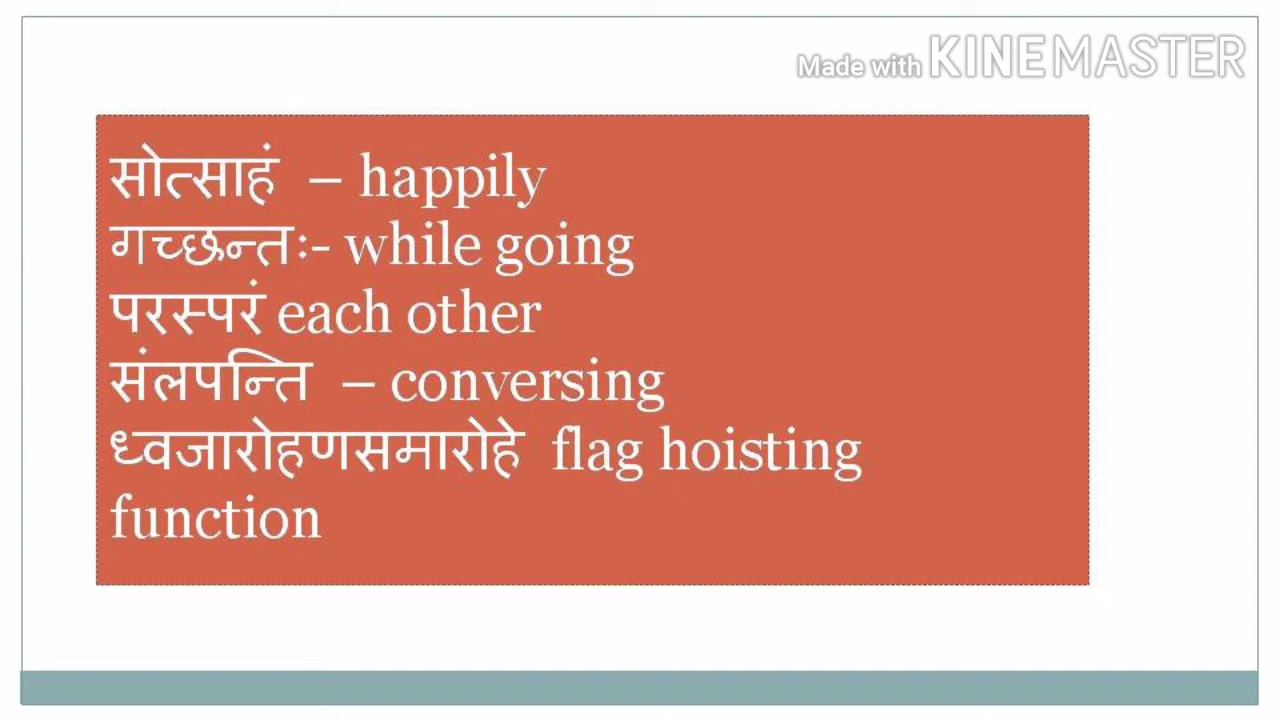 Made with KINEMASTER
सोत्साहं – happily
गच्छन्तः- while going
परस्परं each other
संलपन्ति – conversing
ध्वजारोहणसमारोहे flag hoisting
function